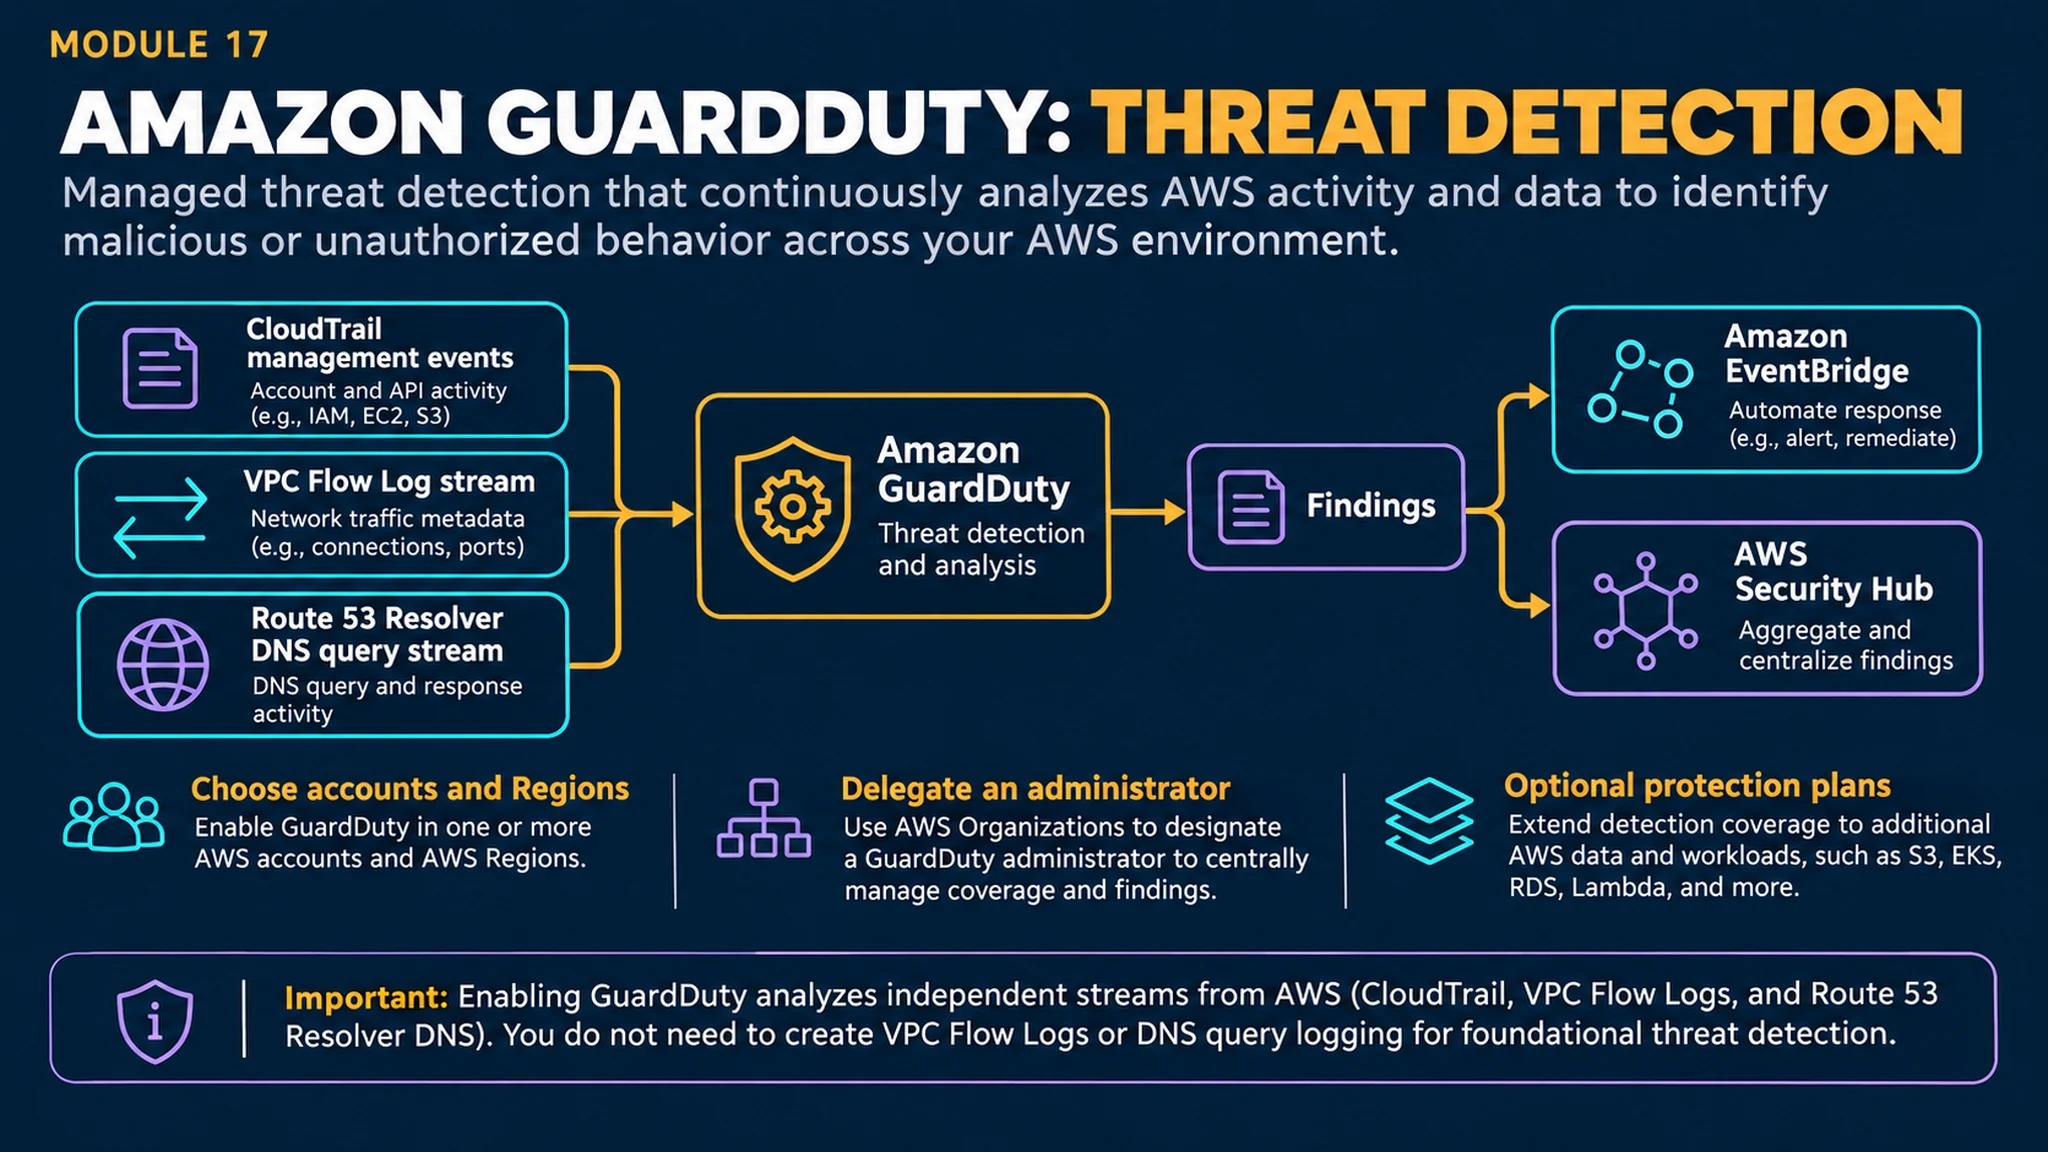 MODULE 17
AMAZON GUARDDUTY: THREAT DETECTION
Managed threat detection that continuously analyzes AWS activity and data to identify
malicious or unauthorized behavior across your AWS environment.
CloudTrail
management events
Account and API activity
(e.g., IAM, EC2, S3)
VPC Flow Log stream
Network traffic metadata
(e.g., connections, ports)
Route 53 Resolver
DNS query stream
DNS query and response
activity
Amazon
GuardDuty
Threat detection
and analysis
Findings
Amazon
EventBridge
Automate response
(e.g., alert, remediate)
AWS
Security Hub
Aggregate and
centralize findings
Choose accounts and Regions
Enable GuardDuty in one or more
AWS accounts and AWS Regions.
Delegate an administrator
Use AWS Organizations to designate
a GuardDuty administrator to centrally
manage coverage and findings.
Optional protection plans
Extend detection coverage to additional
AWS data and workloads, such as S3, EKS,
RDS, Lambda, and more.
Important: Enabling GuardDuty analyzes independent streams from AWS (CloudTrail, VPC Flow Logs, and Route 53
Resolver DNS). You do not need to create VPC Flow Logs or DNS query logging for foundational threat detection.